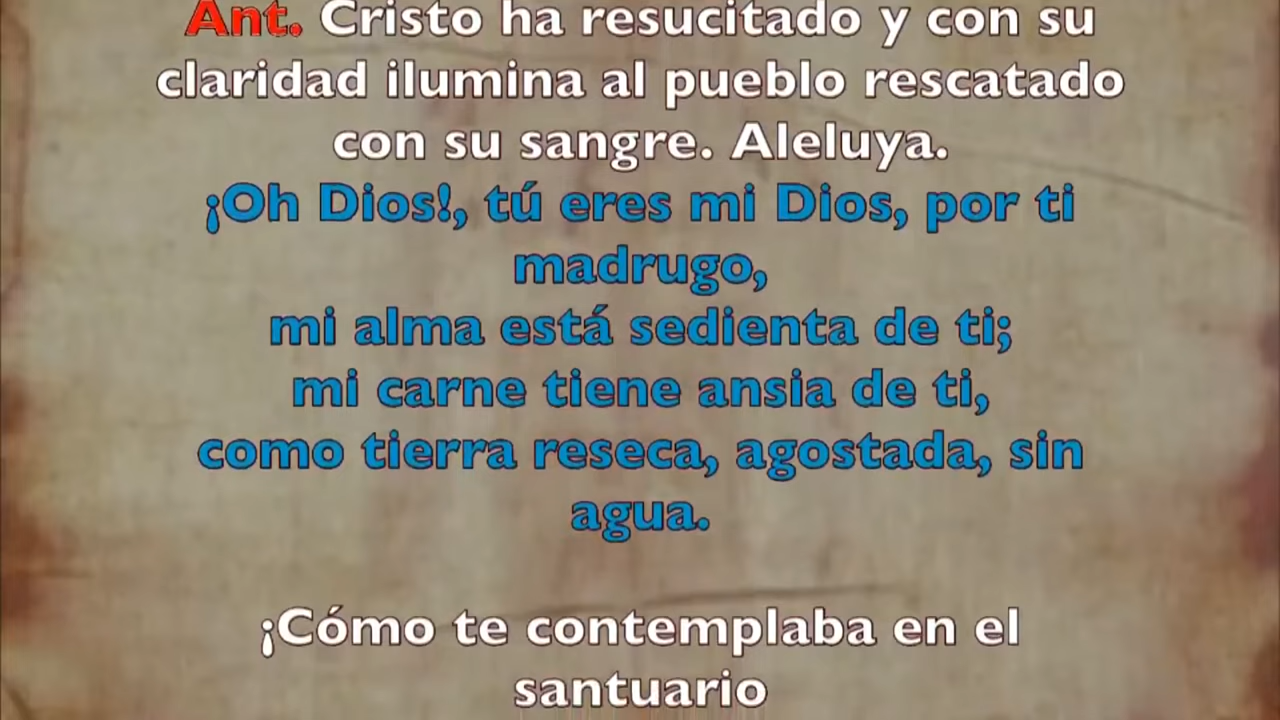 Ant. Cristo ha resucitado y con su
claridad ilumina al pueblo rescatado
con su sangre. Aleluya.
¡Oh Dios!, tú eres mi Dios, por ti
madrugo,
mi alma está sedienta de ti;
mi carne tiene ansia de ti,
como tierra reseca, agostada, sin
agua.
¡Cómo te contemplaba en el
santuario